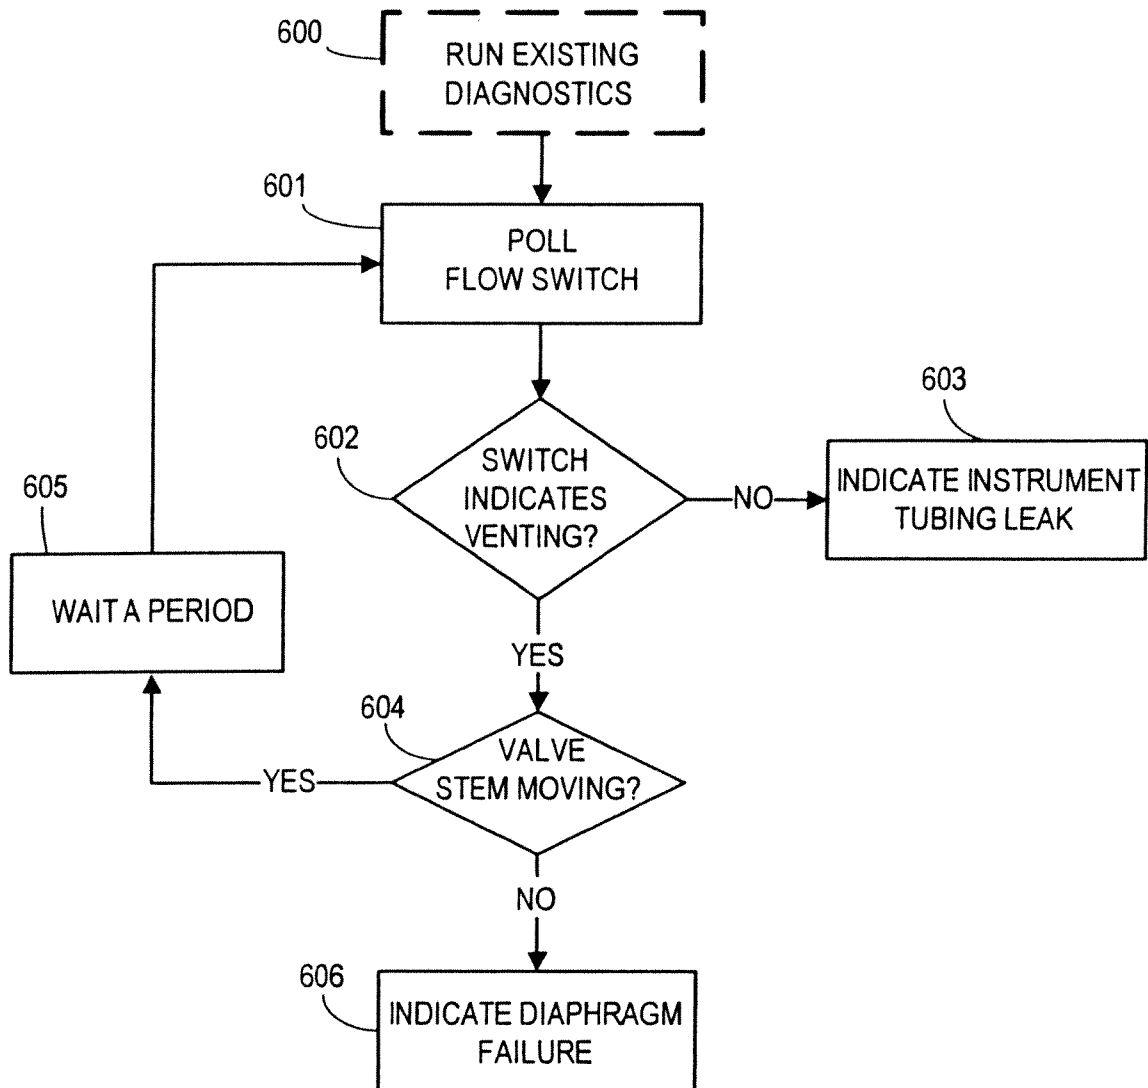 600
RUN EXISTING
DIAGNOSTICS
601
POLL
FLOW SWITCH
602
SWITCH
INDICATES
VENTING?
NO
603
INDICATE INSTRUMENT
TUBING LEAK
605
WAIT A PERIOD
YES
604
VALVE
STEM MOVING?
YES
NO
606
INDICATE DIAPHRAGM
FAILURE